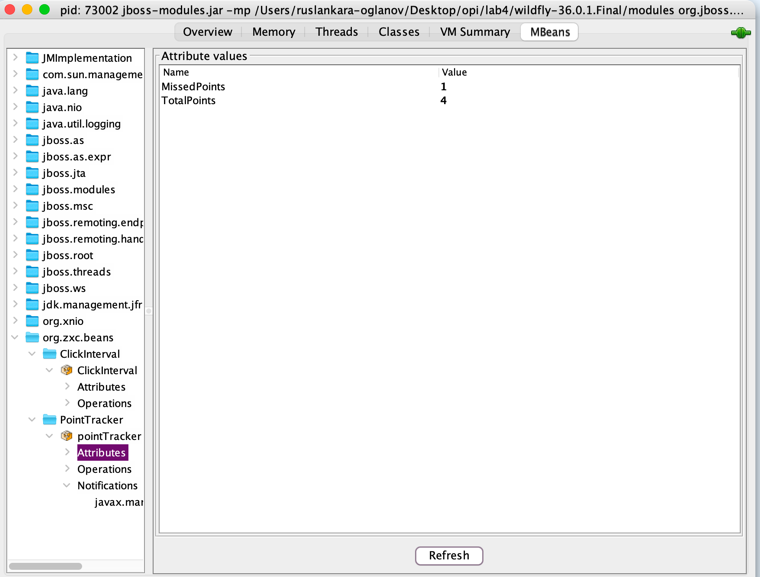 pid: 73002 jboss-modules.jar -mp /Users/ruslankara-oglanov/Desktop/opi/lab4/wildfly-36.0.1.Final/modules org.jboss....
Overview Memory Threads Classes VM Summary MBeans
JMImplementation
com.sun.manageme
java.lang
java.nio
java.util.logging
jboss.as
jboss.as.expr
jboss.jta
jboss.modules
jboss.msc
jboss.remoting.endp
jboss.remoting.hand
jboss.root
jboss.threads
jboss.ws
jdk.management.jfr
org.xnio
org.zxc.beans
ClickInterval
ClickInterval
Attributes
Operations
PointTracker
pointTracker
Attributes
Operations
Notifications
javax.mar
Attribute values
Name Value
MissedPoints 1
TotalPoints 4
Refresh